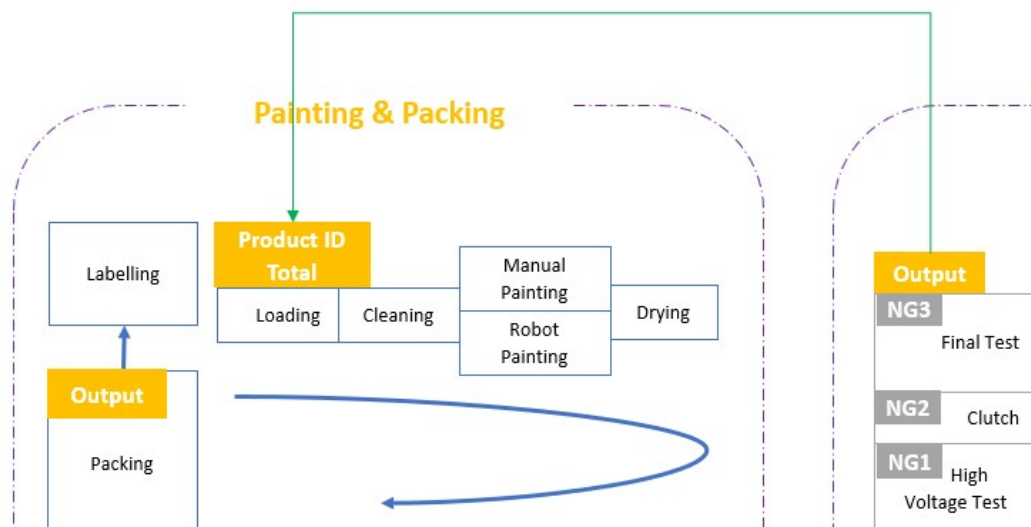 Painting & Packing
Labelling
Product ID
Total
Loading
Cleaning
Manual
Painting
Robot
Painting
Drying
Output
Packing
Output
NG3
Final Test
NG2
Clutch
NG1
High
Voltage Test